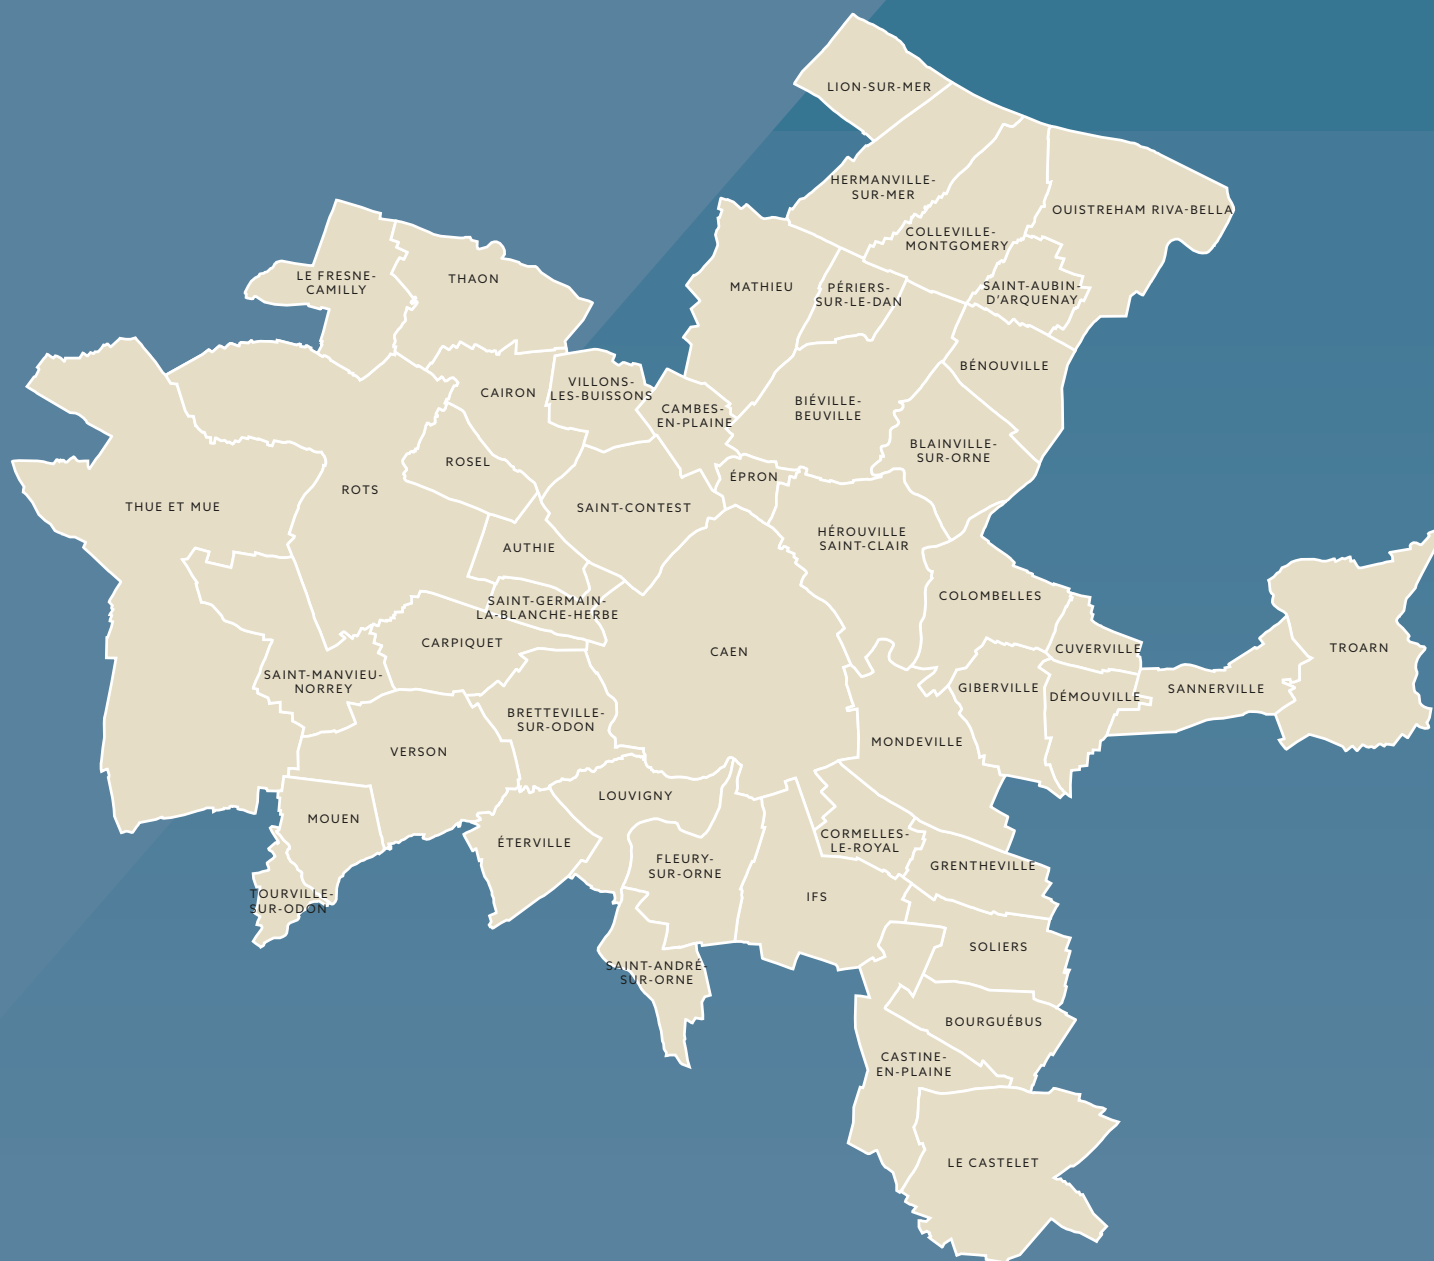 LION-SUR-MER
HERMANVILLE-
SUR-MER
OUISTREHAM RIVA-BELLA
COLLEVILLE-
MONTGOMERY
LE FRESNE-
CAMILLY
THAON
MATHIEU
PÉRIERS-
SUR-LE-DAN
SAINT-AUBIN-
D'ARQUENAY
BÉNOUVILLE
CAIRON
VILLONS-
LES-BUISSONS
CAMBES-
EN-PLAINE
BIÉVILLE-
BEUVILLE
BLAINVILLE-
SUR-ORNE
ROSEL
ÉPRON
ROTS
THUE ET MUE
SAINT-CONTEST
HÉROUVILLE
SAINT-CLAIR
AUTHIE
COLOMBELLES
SAINT-GERMAIN-
LA-BLANCHE-HERBE
CARPIQUET
CAEN
CUVERVILLE
TROARN
SAINT-MANVIEU-
NORREY
GIBERVILLE
DÉMOUVILLE
SANNERVILLE
BRETTEVILLE-
SUR-ODON
VERSON
MONDEVILLE
LOUVIGNY
MOUEN
ÉTERVILLE
CORMELLES-
LE-ROYAL
FLEURY-
SUR-ORNE
GRENTHEVILLE
TOURVILLE-
SUR-ODON
IFS
SOLIERS
SAINT-ANDRÉ-
SUR-ORNE
BOURGUÉBUS
CASTINE-
EN-PLAINE
LE CASTELET